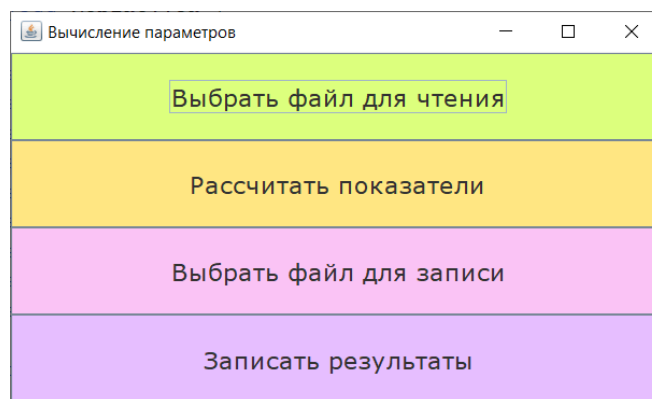 Вычисление параметров
Выбрать файл для чтения
Рассчитать показатели
Выбрать файл для записи
Записать результаты